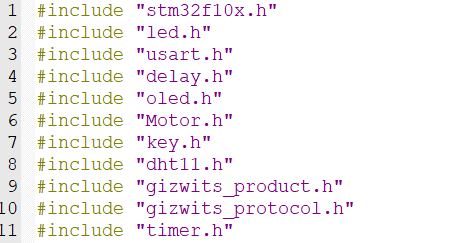 1 #include "stm32f10x.h"
2 #include "led.h"
3 #include "usart.h"
4 #include "delay.h"
5 #include "oled.h"
6 #include "Motor.h"
7 #include "key.h"
8 #include "dht11.h"
9 #include "gizwits_product.h"
10 #include "gizwits_protocol.h"
11 #include "timer.h"